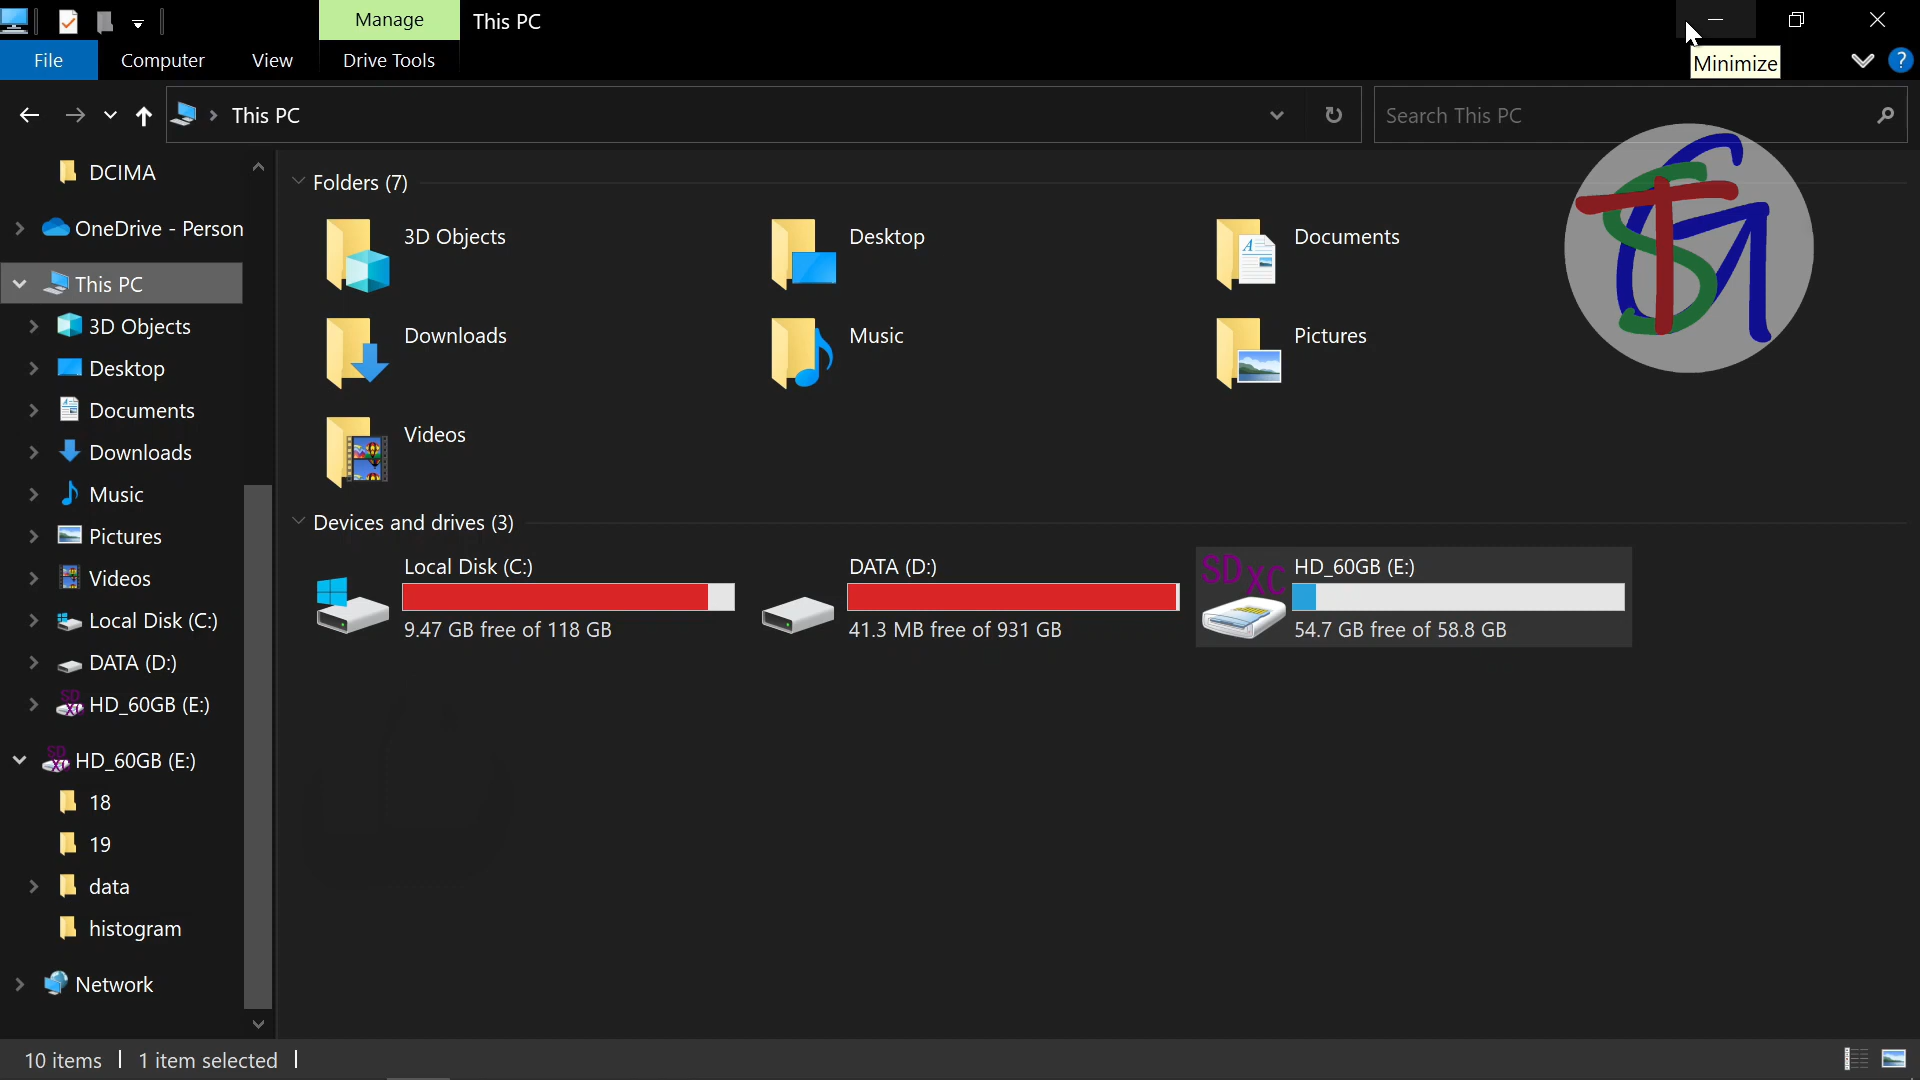 Manage This PC
File Computer View Drive Tools
Minimize
This PC
Search This PC
DCIMA
OneDrive - Person
This PC
3D Objects
Desktop
Documents
Downloads
Music
Pictures
Videos
Local Disk (C:)
DATA (D:)
HD_60GB (E:)
HD_60GB (E:)
18
19
data
histogram
Network
Folders (7)
3D Objects
Desktop
Documents
Downloads
Music
Pictures
Videos
Devices and drives (3)
Local Disk (C:)
9.47 GB free of 118 GB
DATA (D:)
41.3 MB free of 931 GB
SDXC
HD_60GB (E:)
54.7 GB free of 58.8 GB
10 items 1 item selected